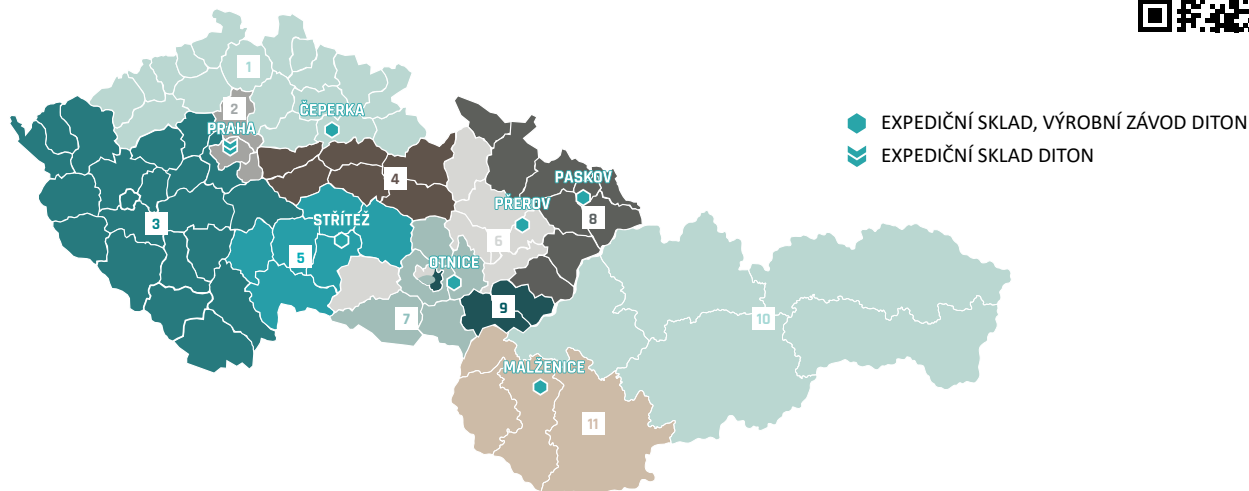 1
2
ČEPERKA
PRAHA
EXPEDIČNÍ SKLAD, VÝROBNÍ ZÁVOD DITON
EXPEDIČNÍ SKLAD DITON
4
PASKOV
PŘEROV
8
3
STŘÍTEŽ
6
5
OTNICE
9
7
10
MALŽENICE
11